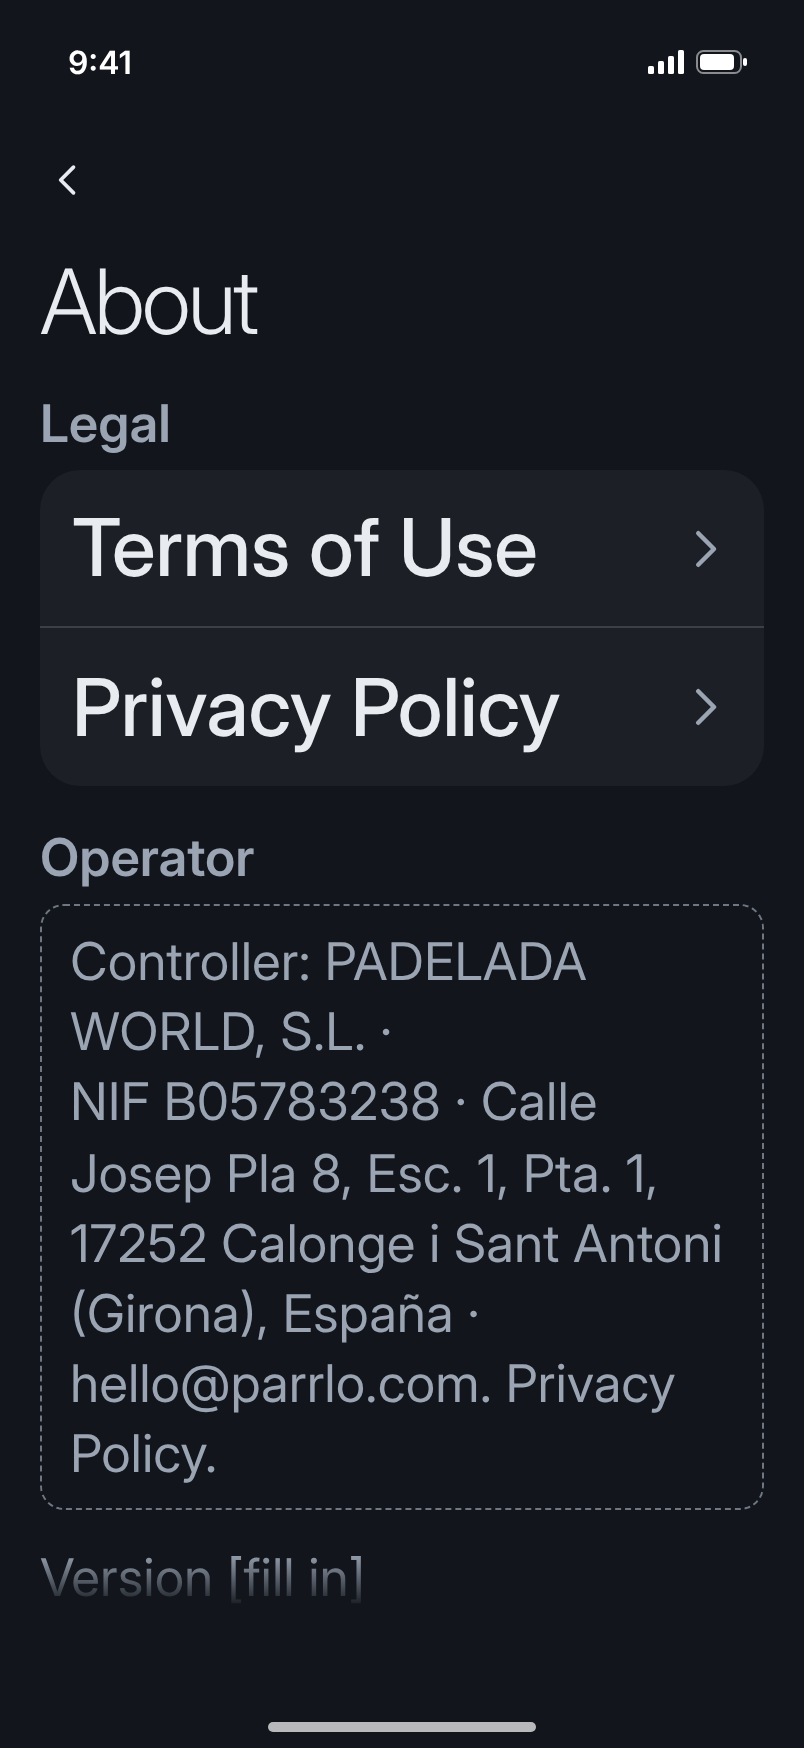 9:41
About
Legal
Terms of Use
Privacy Policy
Operator
Controller: PADELADA
WORLD, S.L. ·
NIF B05783238 · Calle
Josep Pla 8, Esc. 1, Pta. 1,
17252 Calonge i Sant Antoni
(Girona), España ·
hello@parrlo.com. Privacy
Policy.
Version [fill in]